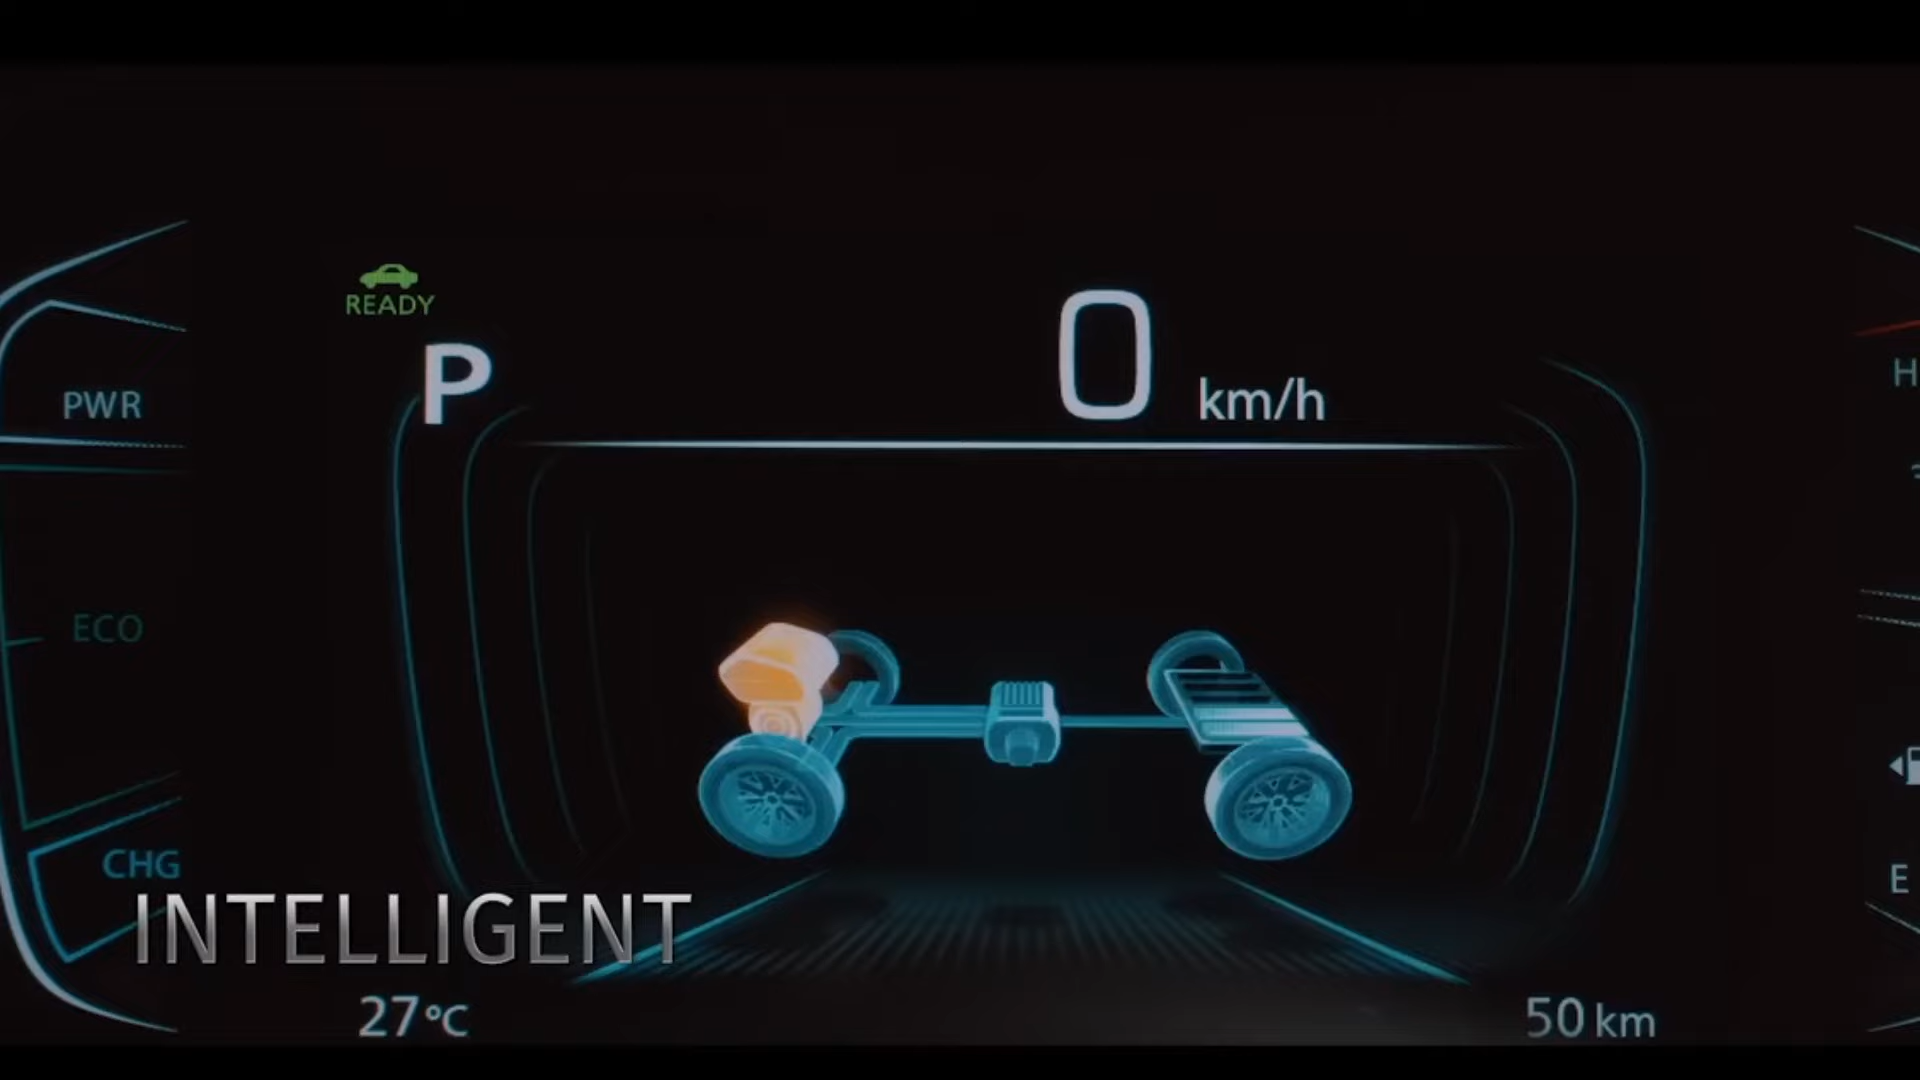 READY
P
0 km/h
PWR
H
ECO
CHG
E
INTELLIGENT
27°C
50 km